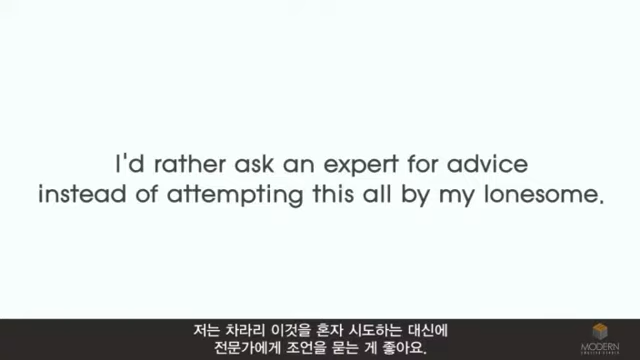 I'd rather ask an expert for advice
instead of attempting this all by my lonesome.
저는 차라리 이것을 혼자 시도하는 대신에
전문가에게 조언을 묻는 게 좋아요.
MODERN